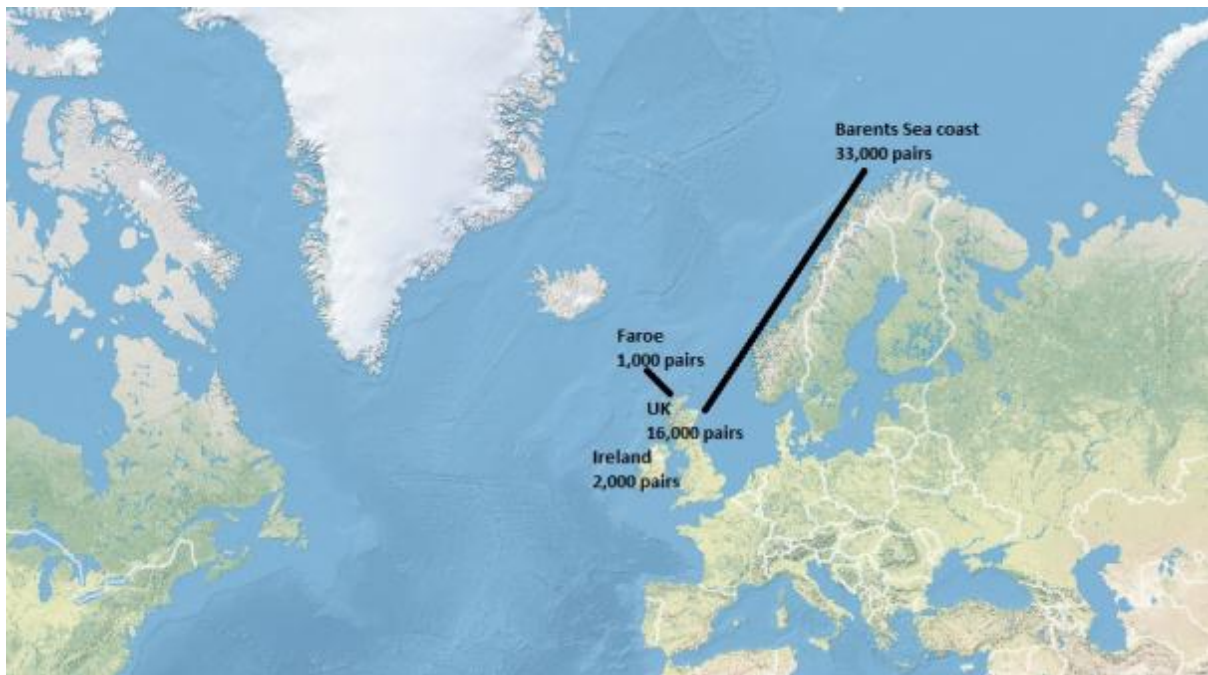 Barents Sea coast
33,000 pairs
Faroe
1,000 pairs
UK
16,000 pairs
Ireland
2,000 pairs